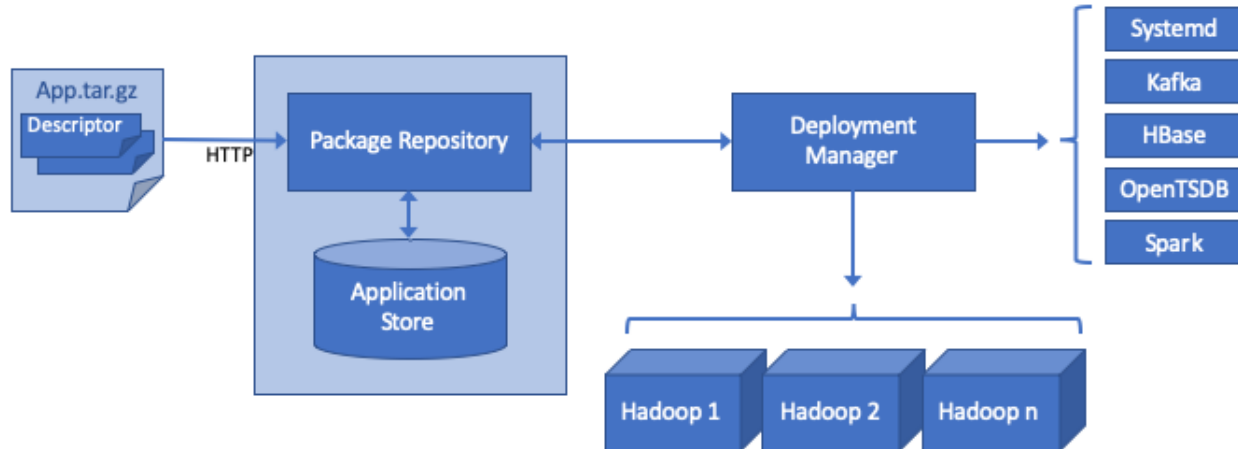 App.tar.gz
Descriptor
HTTP
Package Repository
Application
Store
Deployment
Manager
Systemd
Kafka
HBase
OpenTSDB
Spark
Hadoop 1
Hadoop 2
Hadoop n